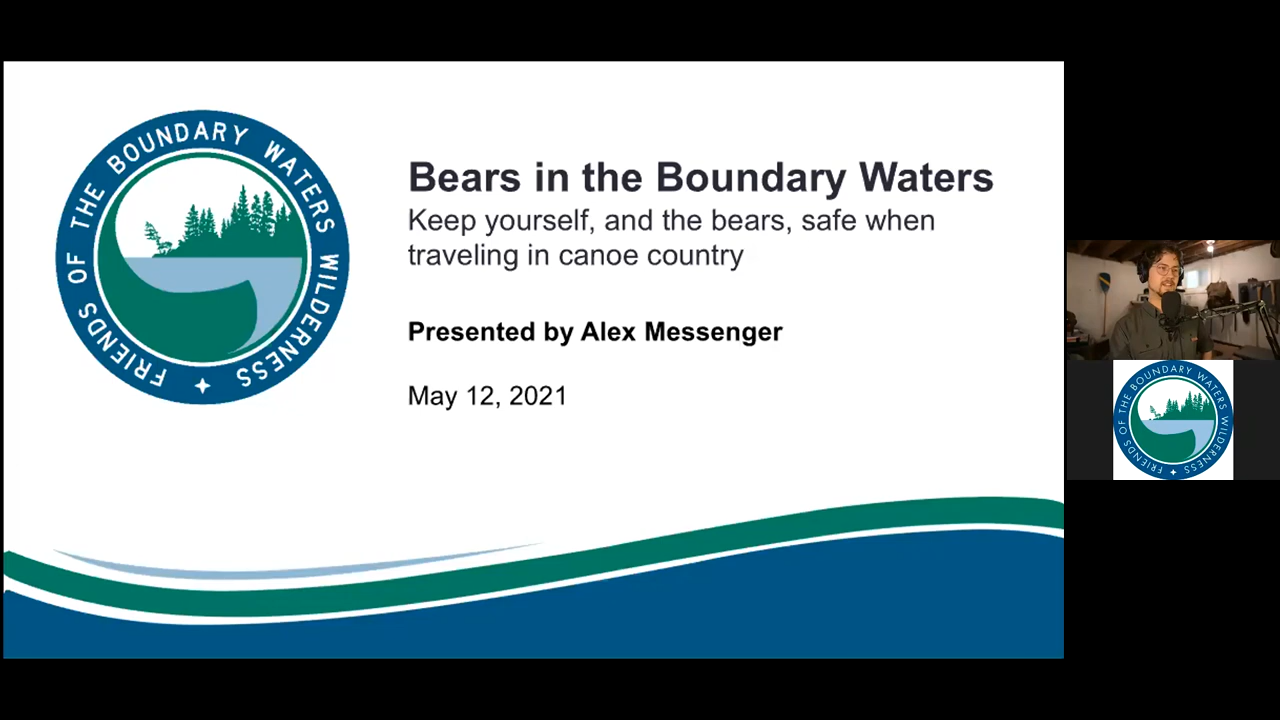 FRIENDS OF THE BOUNDARY WATERS WILDERNESS
Bears in the Boundary Waters
Keep yourself, and the bears, safe when
traveling in canoe country
Presented by Alex Messenger
May 12, 2021
FRIENDS OF THE BOUNDARY WATERS WILDERNESS